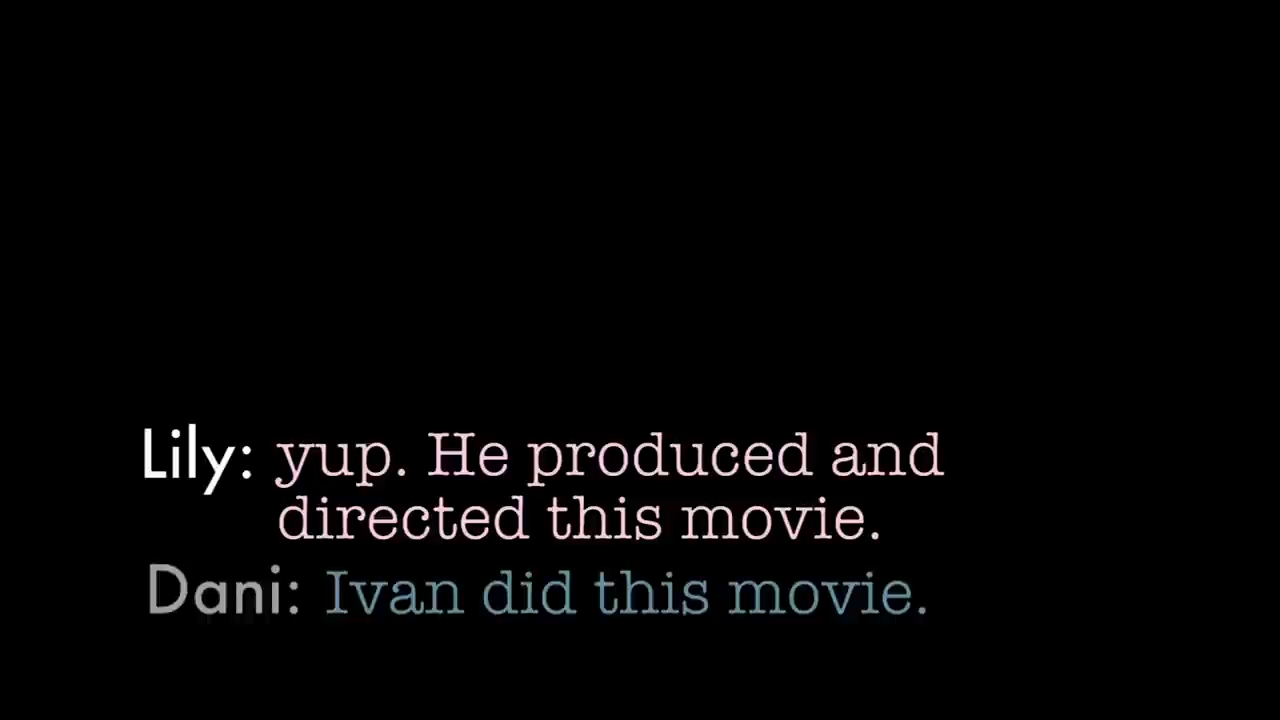 Lily: yup. He produced and
directed this movie.
Dani: Ivan did this movie.